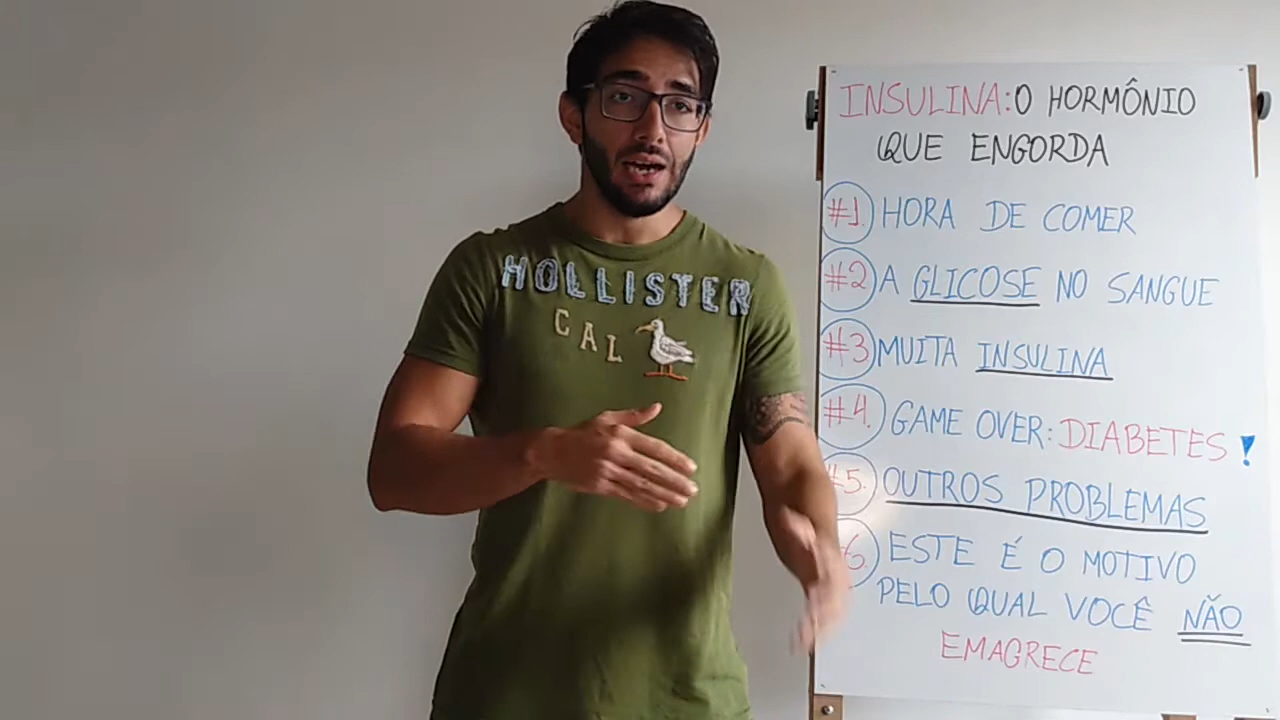 HOLLISTER
CAL
INSULINA: O HORMÔNIO
QUE ENGORDA
#1. HORA DE COMER
#2 A GLICOSE NO SANGUE
#3 MUITA INSULINA
#4. GAME OVER: DIABETES!
#5. OUTROS PROBLEMAS
6. ESTE É O MOTIVO
PELO QUAL VOCÊ NÃO
EMAGRECE